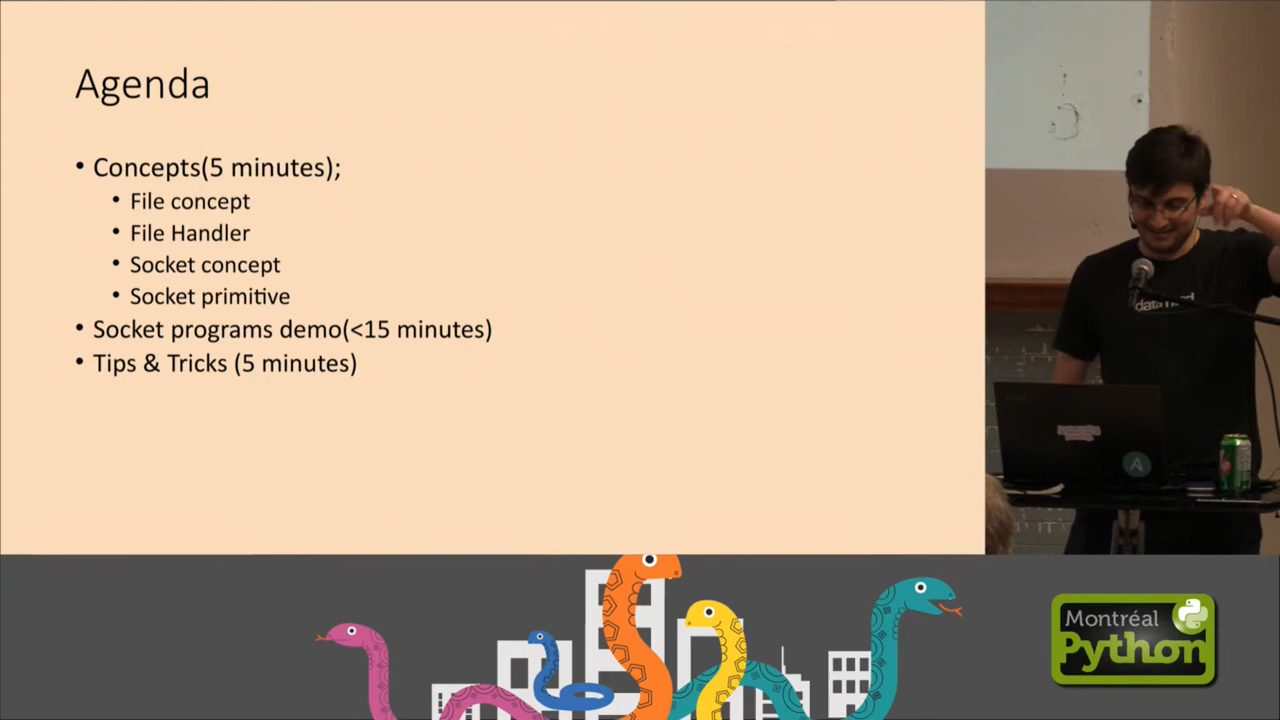 Agenda
• Concepts(5 minutes);
• File concept
• File Handler
• Socket concept
• Socket primitive
• Socket programs demo(<15 minutes)
• Tips & Tricks (5 minutes)
Montréal
Python